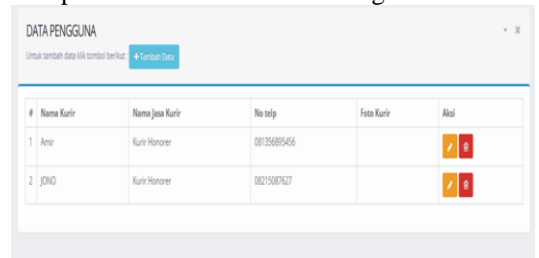 DATA PENGGUNA
Untuk tambah data klik tombol berikut: + Tambah Data
# Nama Kurir Nama Jasa Kurir No telp Foto Kurir Aksi
1 Amir Kurir Honorer 081356895456
2 JONO Kurir Honorer 08215087627